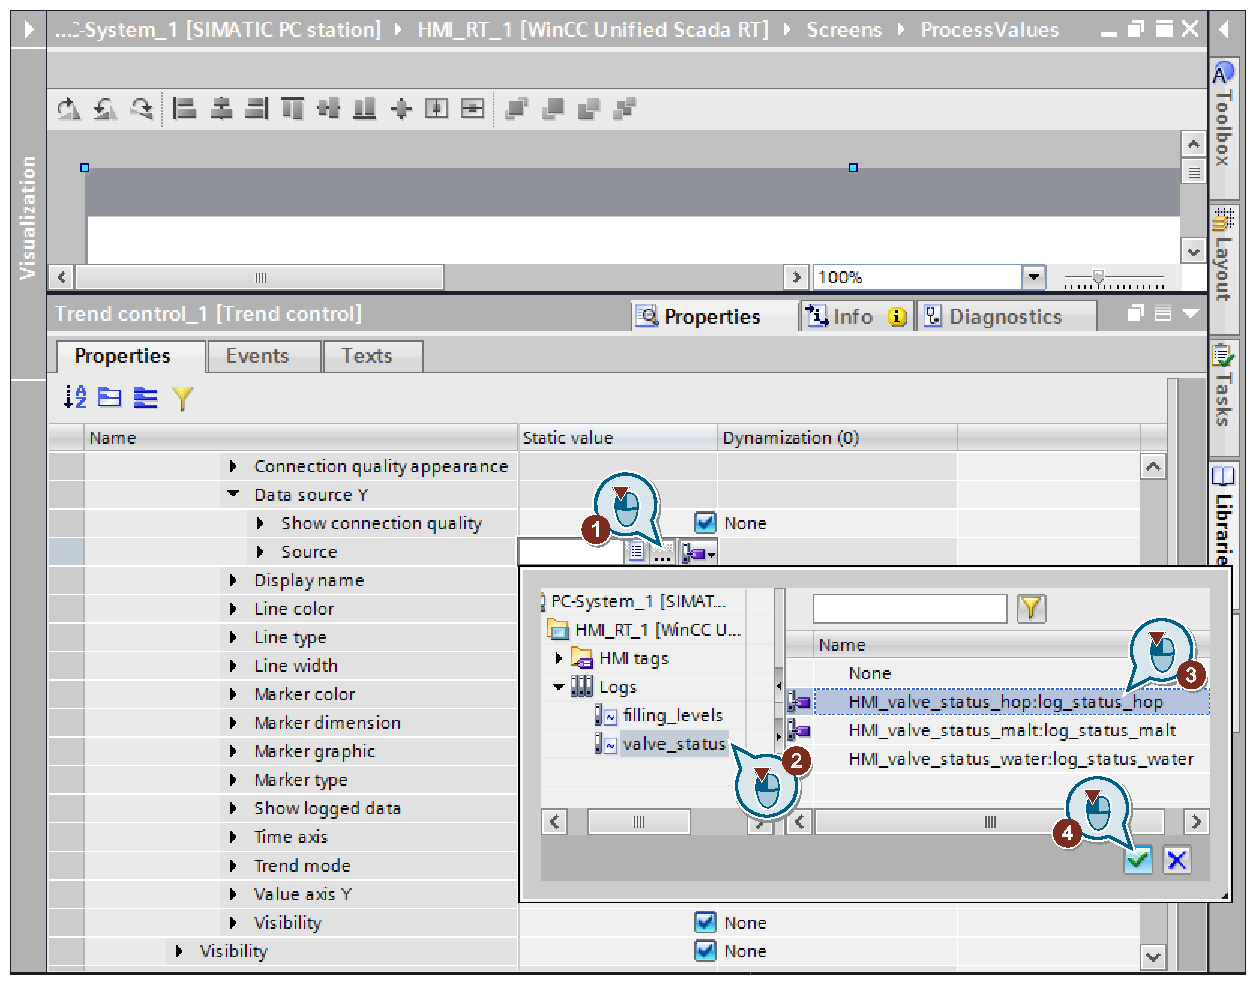 ...C-System_1 [SIMATIC PC station] HMI_RT_1 [WinCC Unified Scada RT] Screens ProcessValues
Visualization
Toolbox
Layout
Tasks
Librarie
100%
Trend control_1 [Trend control]
Properties Info Diagnostics
Properties Events Texts
Name Static value Dynamization (0)
Connection quality appearance
Data source Y
Show connection quality None
Source
Display name
Line color
Line type
Line width
Marker color
Marker dimension
Marker graphic
Marker type
Show logged data
Time axis
Trend mode
Value axis Y
Visibility None
Visibility None
1
PC-System_1 [SIMAT...
HMI_RT_1 [WinCC U...
HMI tags
Logs
filling_levels
valve_status
2
Name
None
HMI_valve_status_hop:log_status_hop
HMI_valve_status_malt:log_status_malt
HMI_valve_status_water:log_status_water
3
4